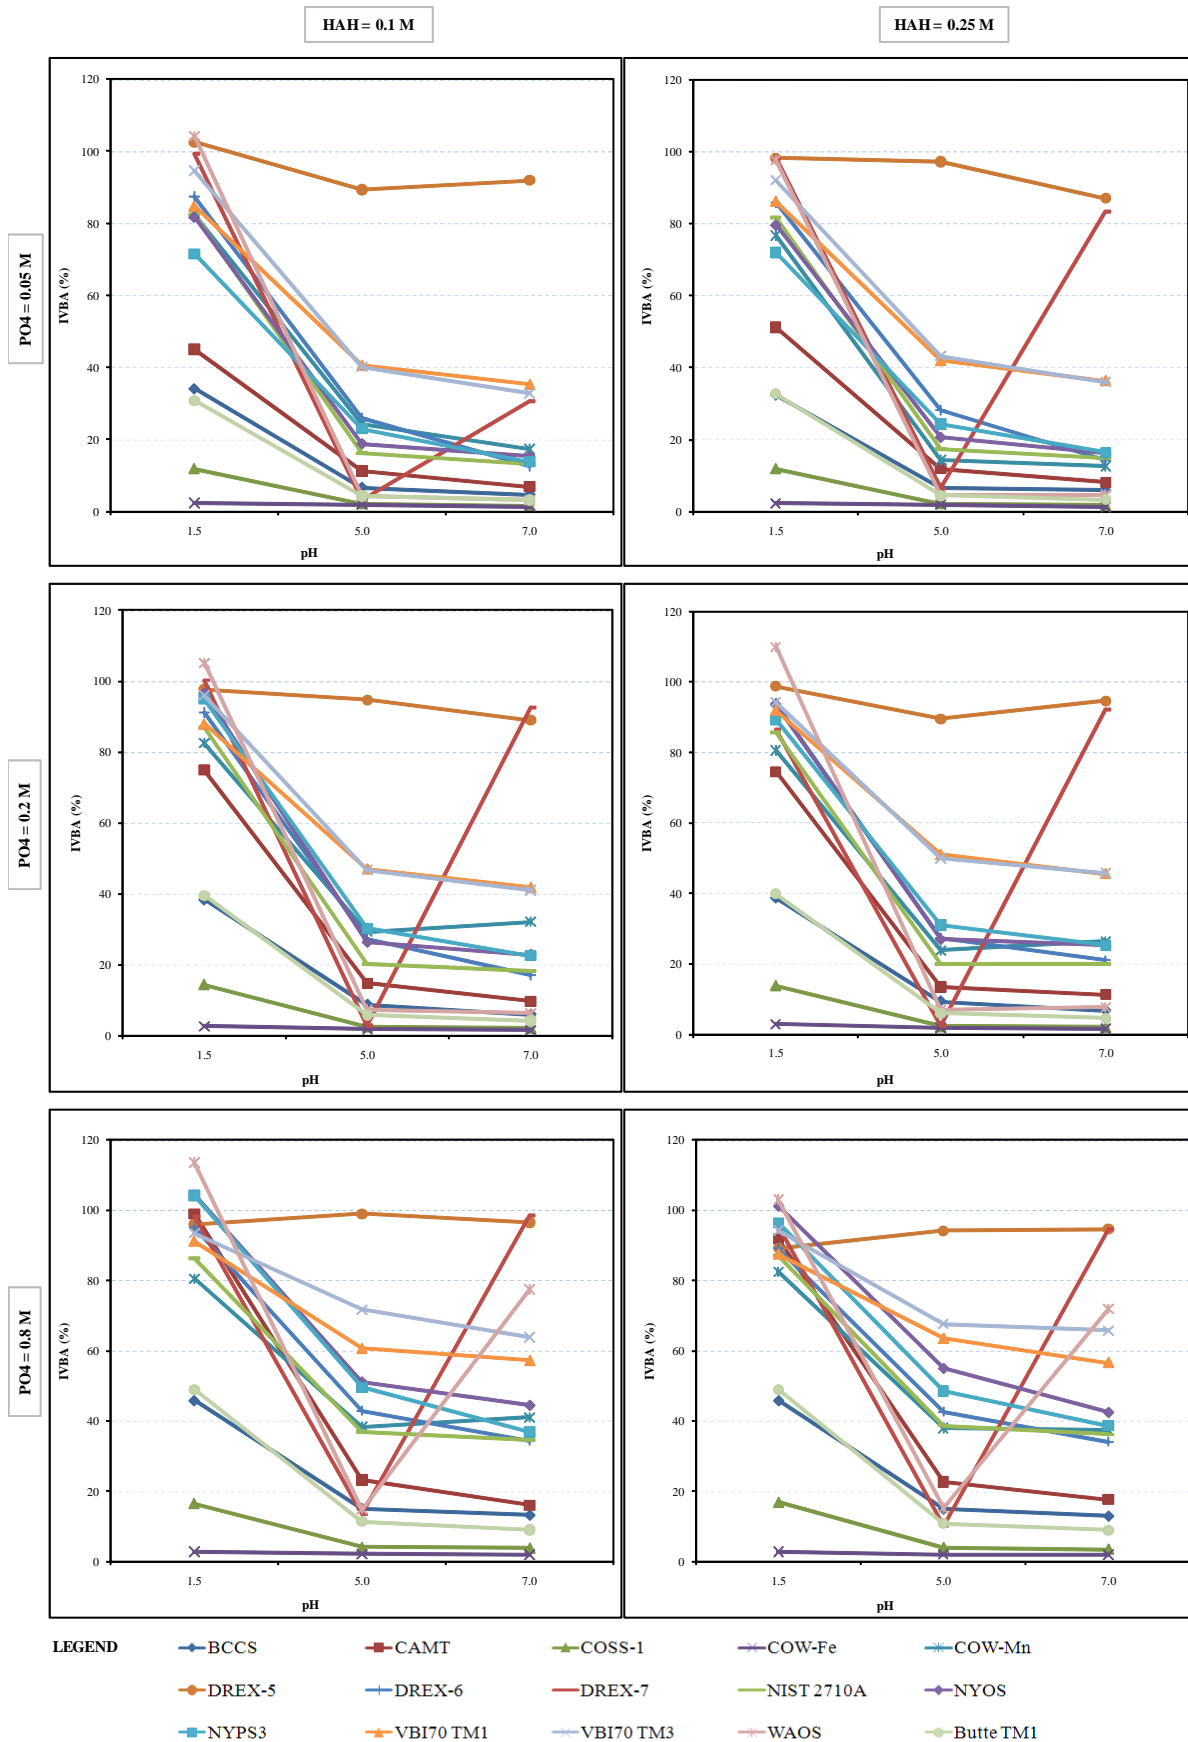 HAH = 0.1 M
HAH = 0.25 M
PO4 = 0.05 M
IVBA (%)
120
100
80
60
40
20
0
1.5
5.0
7.0
pH
IVBA (%)
120
100
80
60
40
20
0
1.5
5.0
7.0
pH
PO4 = 0.2 M
IVBA (%)
120
100
80
60
40
20
0
1.5
5.0
7.0
pH
IVBA (%)
120
100
80
60
40
20
0
1.5
5.0
7.0
pH
PO4 = 0.8 M
IVBA (%)
120
100
80
60
40
20
0
1.5
5.0
7.0
pH
IVBA (%)
120
100
80
60
40
20
0
1.5
5.0
7.0
pH
LEGEND
BCCS
CAMT
COSS-1
COW-Fe
COW-Mn
DREX-5
DREX-6
DREX-7
NIST 2710A
NYOS
NYPS3
VBI70 TM1
VBI70 TM3
WAOS
Butte TM1